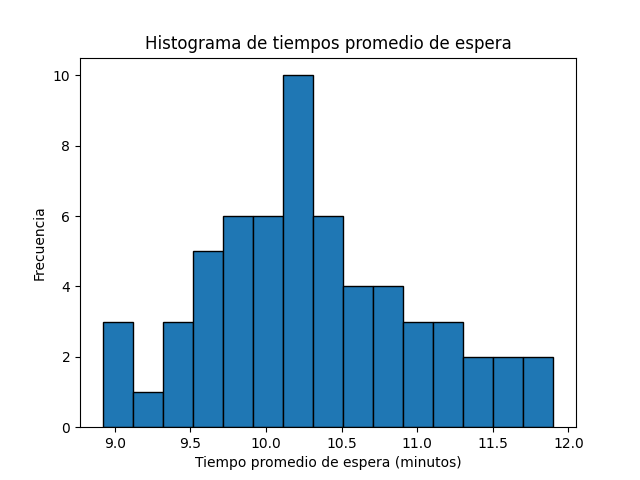 Histograma de tiempos promedio de espera
10
8
6
4
2
0
Frecuencia
9.0 9.5 10.0 10.5 11.0 11.5 12.0
Tiempo promedio de espera (minutos)